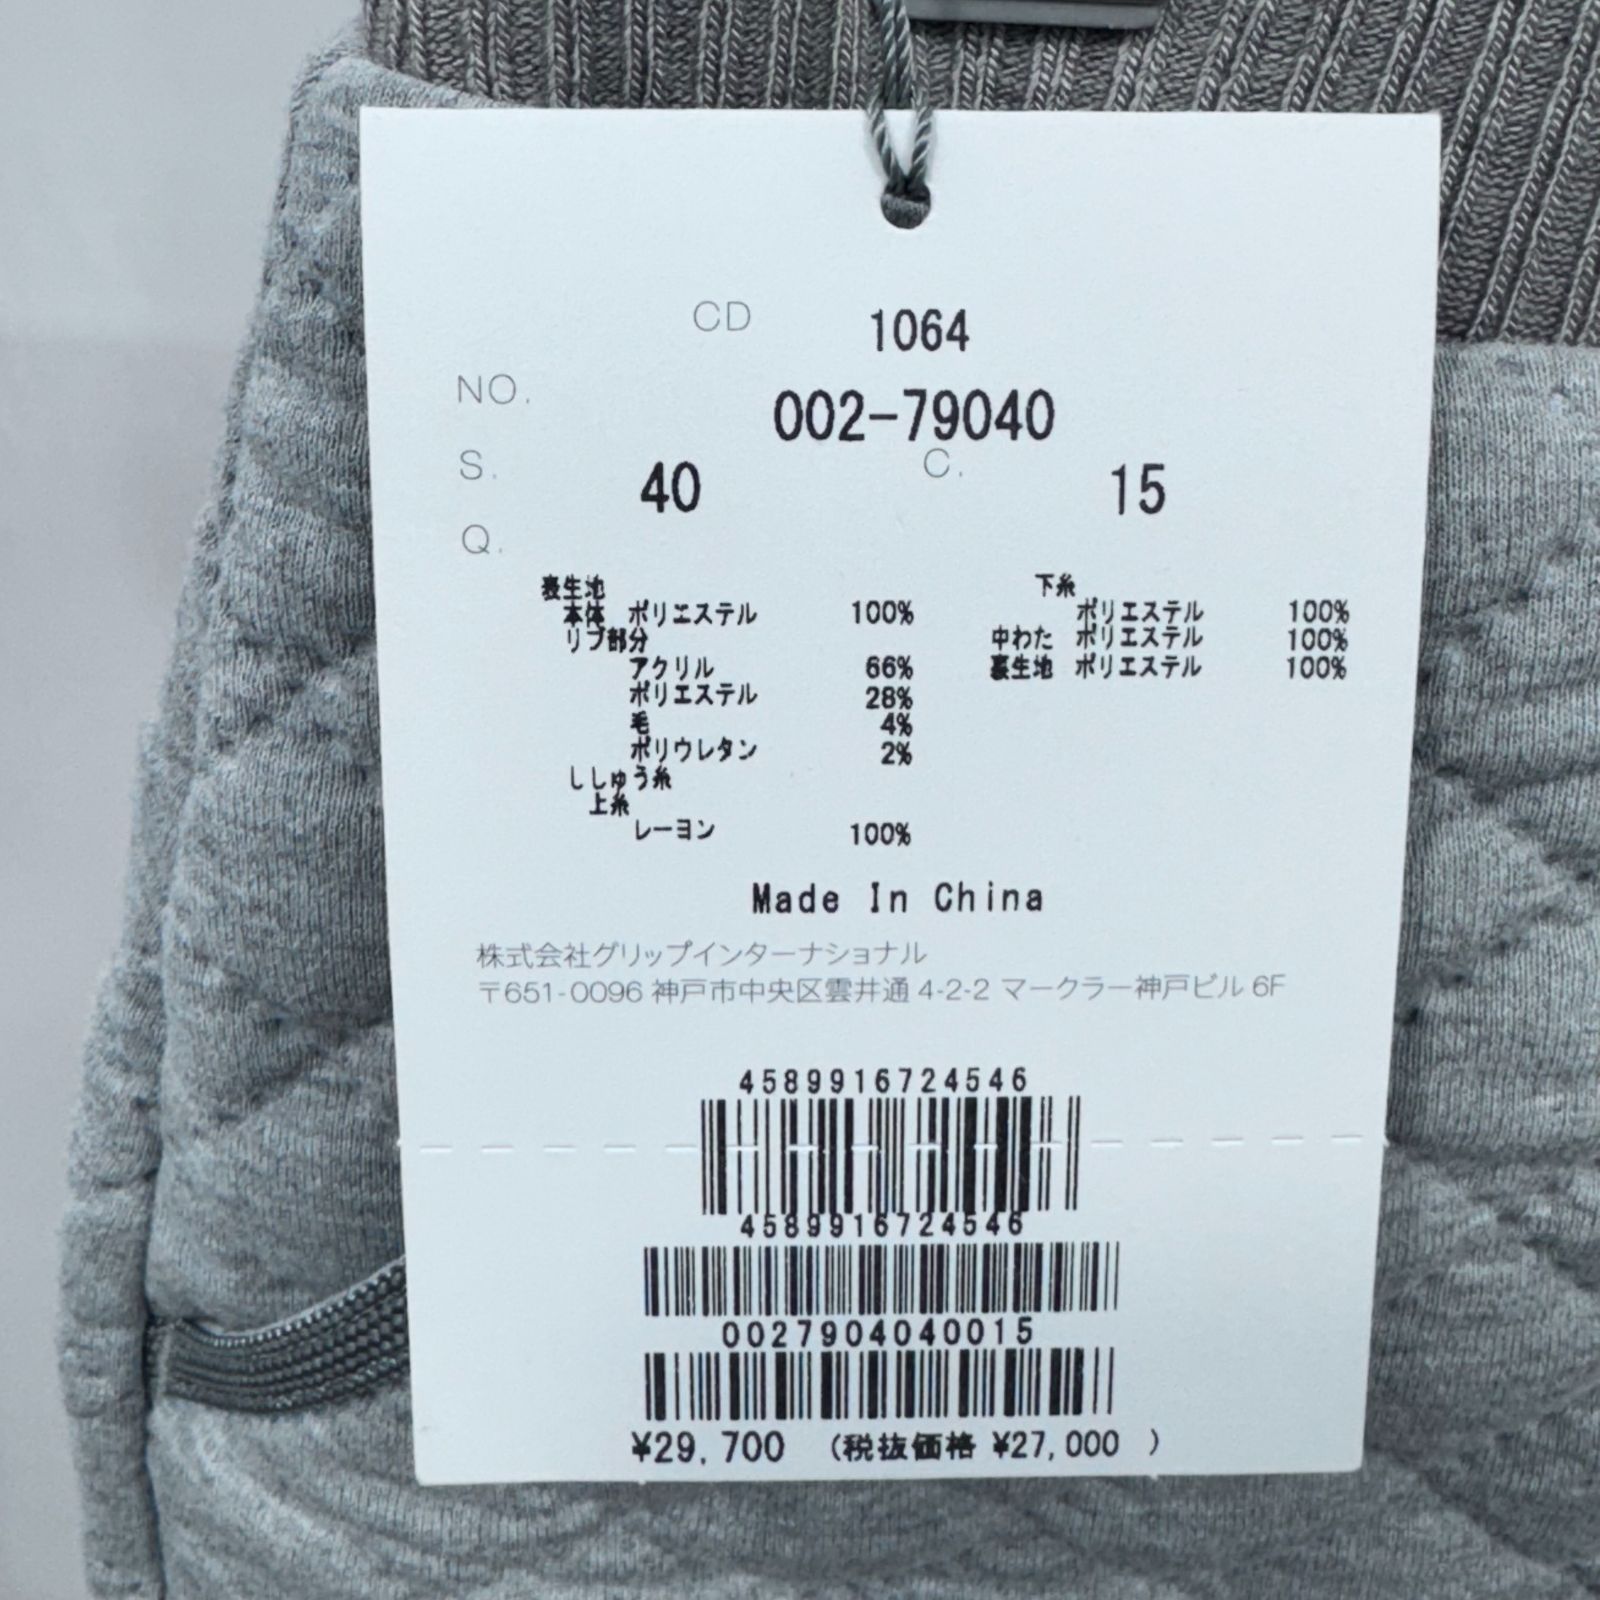 CD 1064
NO. 002-79040
S. 40 C. 15
Q.
表生地
本体 ポリエステル 100%
リブ部分
アクリル 66%
ポリエステル 28%
毛 4%
ポリウレタン 2%
ししゅう糸
上糸
レーヨン 100%
下糸
ポリエステル 100%
中わた ポリエステル 100%
裏生地 ポリエステル 100%
Made In China
株式会社グリップインターナショナル
〒651-0096 神戸市中央区雲井通 4-2-2 マークラー神戸ビル 6F
4589916724546
4589916724546
0027904040015
¥29,700 (税抜価格 ¥27,000 )